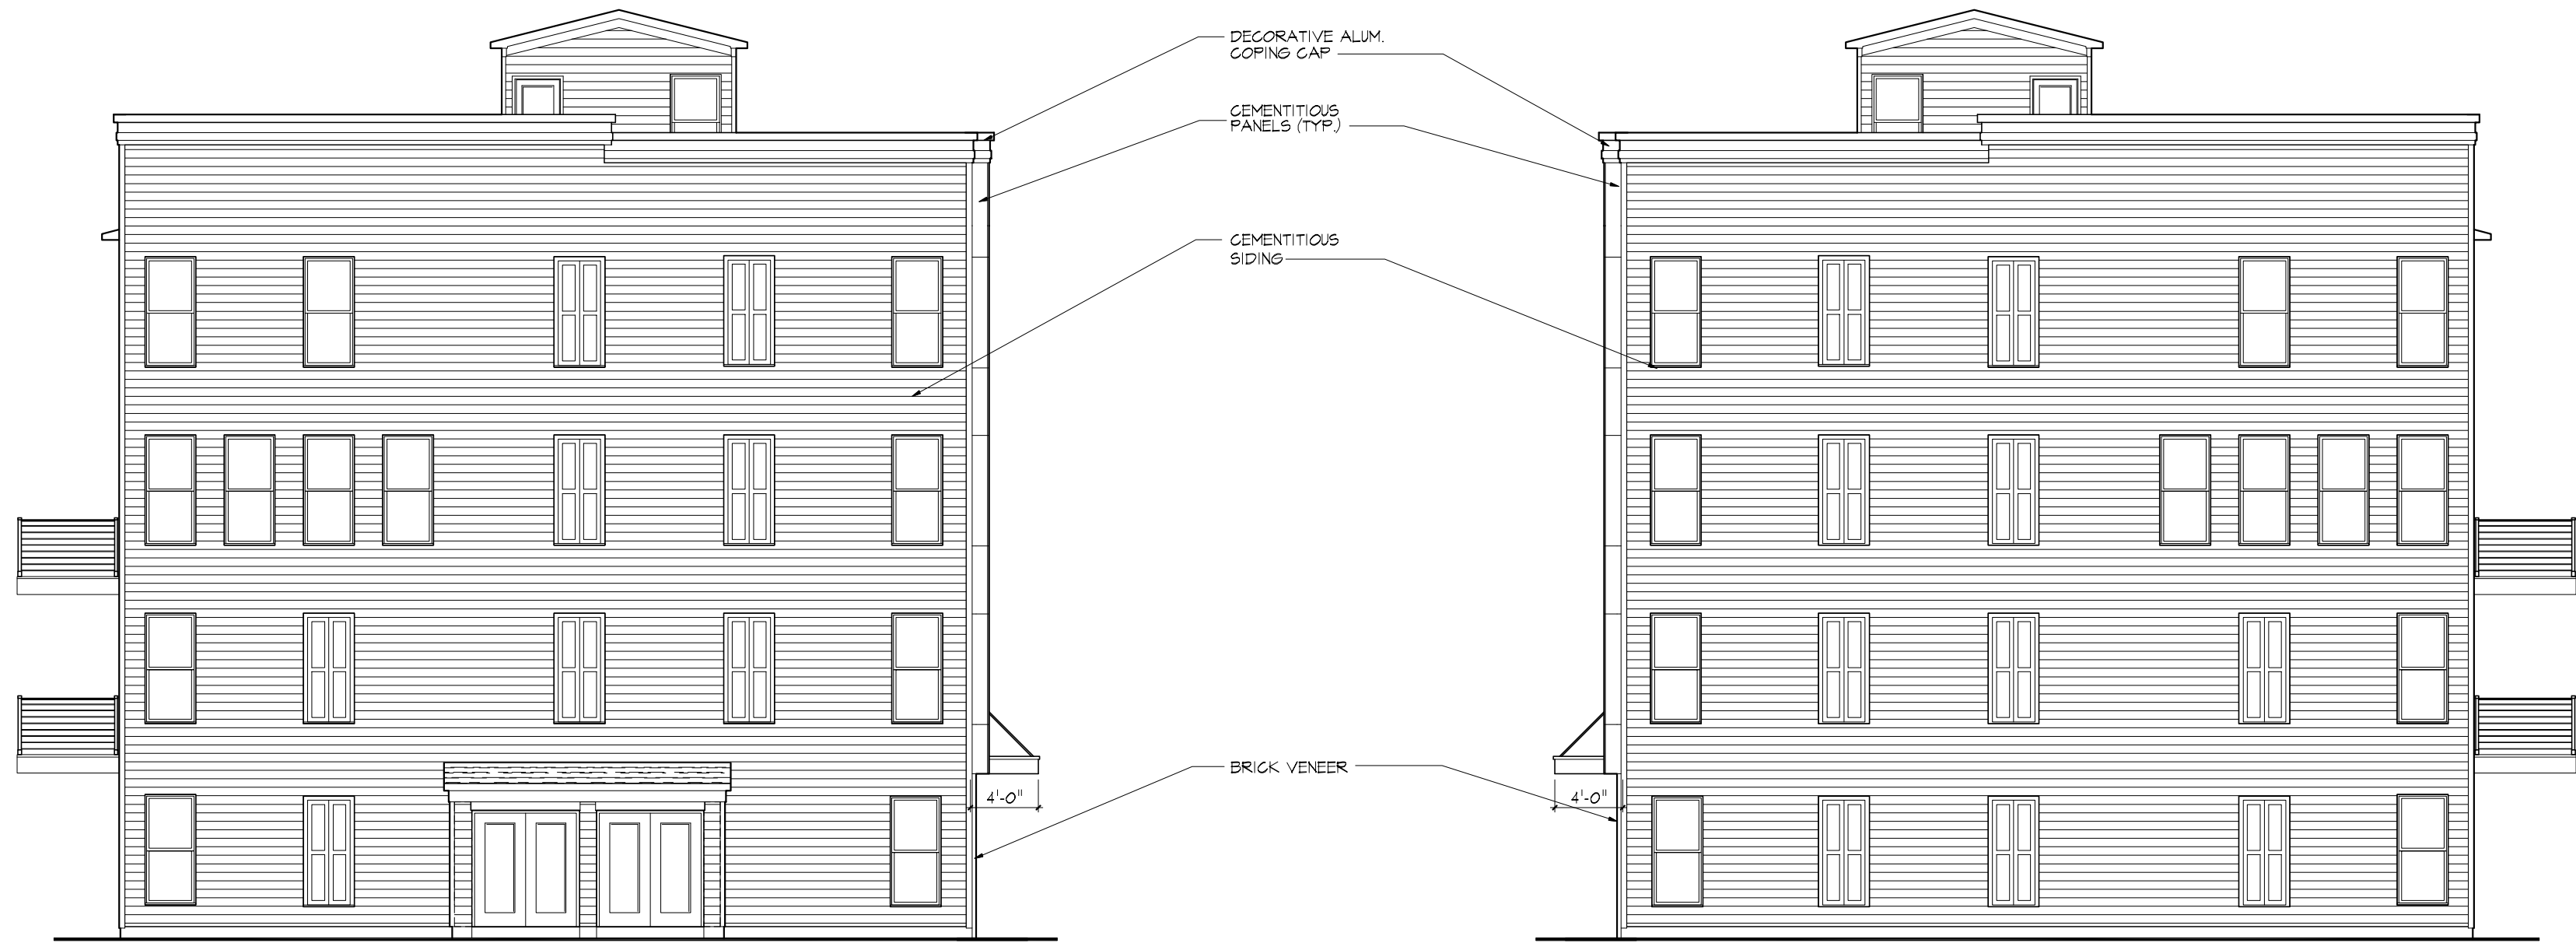 DECORATIVE ALUM.
COPING CAP
CEMENTITIOUS
PANELS (TYP.)
CEMENTITIOUS
SIDING
BRICK VENEER
4'-0"
4'-0"